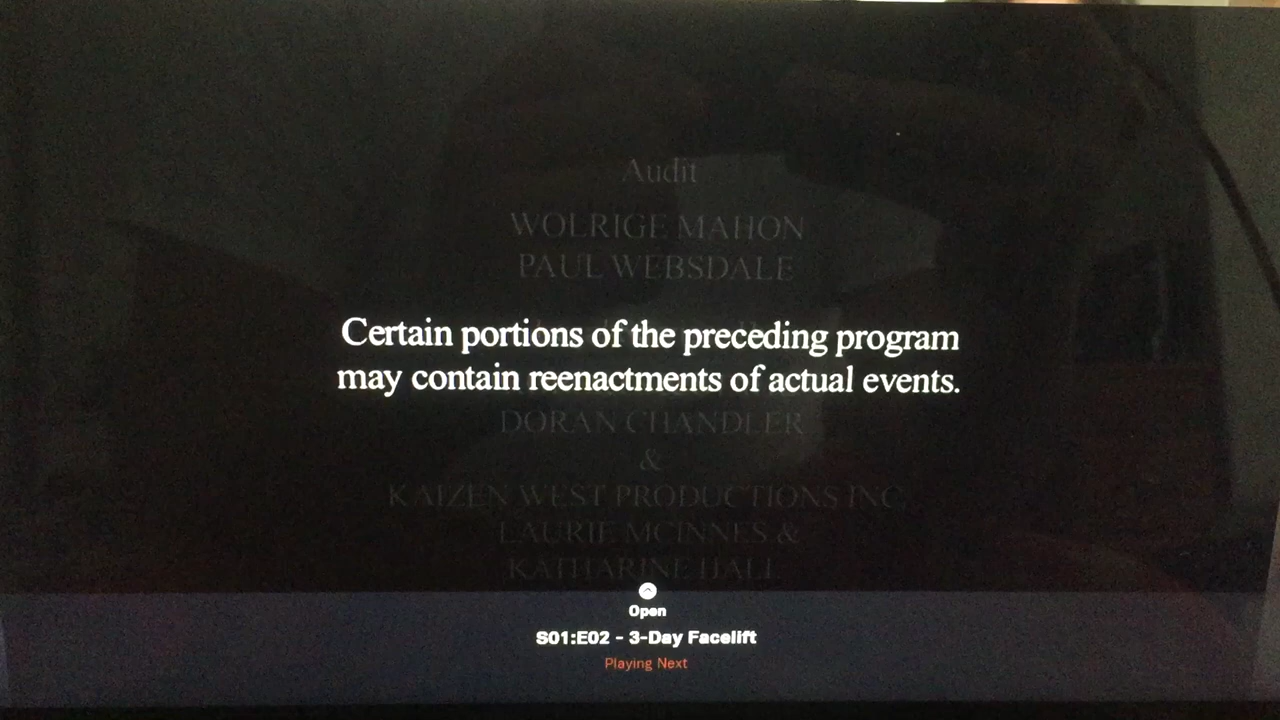 Audit
WOLRIGE MAHON
PAUL WEBSDALE
Certain portions of the preceding program
may contain reenactments of actual events.
DORAN CHANDLER
&
KAIZEN WEST PRODUCTIONS INC.
LAURIE MCINNES &
KATHARINE HALL
Open
S01:E02 - 3-Day Facelift
Playing Next